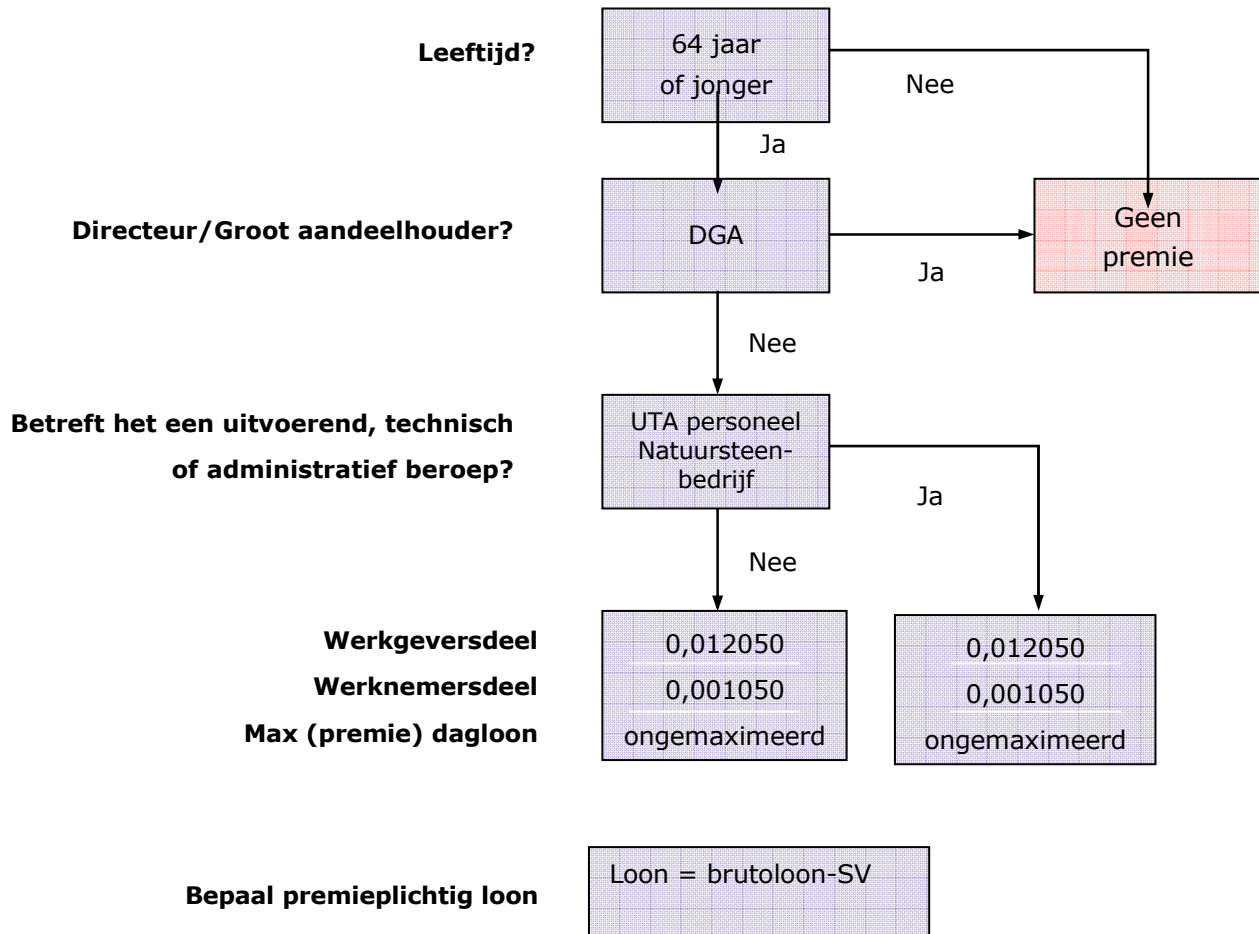 Leeftijd?
64 jaar
of jonger
Nee
Ja
Directeur/Groot aandeelhouder?
DGA
Ja
Geen
premie
Nee
Betreft het een uitvoerend, technisch
of administratief beroep?
UTA personeel
Natuursteen-
bedrijf
Ja
Nee
Werkgeversdeel
0,012050
0,012050
Werknemersdeel
0,001050
0,001050
Max (premie) dagloon
ongemaximeerd
ongemaximeerd
Bepaal premieplichtig loon
Loon = brutoloon-SV